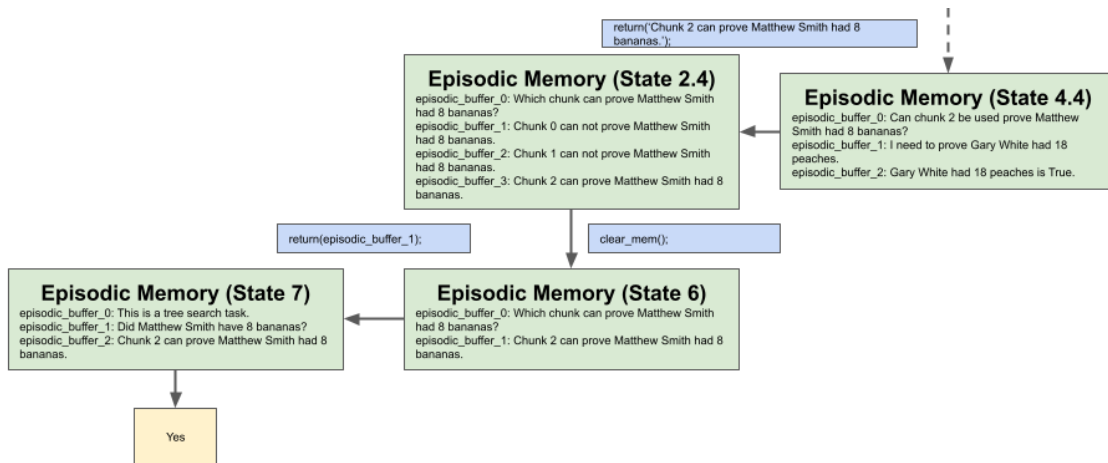 return('Chunk 2 can prove Matthew Smith had 8
bananas.');
Episodic Memory (State 2.4)
episodic_buffer_0: Which chunk can prove Matthew Smith
had 8 bananas?
episodic_buffer_1: Chunk 0 can not prove Matthew Smith
had 8 bananas.
episodic_buffer_2: Chunk 1 can not prove Matthew Smith
had 8 bananas.
episodic_buffer_3: Chunk 2 can prove Matthew Smith had 8
bananas.
Episodic Memory (State 4.4)
episodic_buffer_0: Can chunk 2 be used prove Matthew
Smith had 8 bananas?
episodic_buffer_1: I need to prove Gary White had 18
peaches.
episodic_buffer_2: Gary White had 18 peaches is True.
return(episodic_buffer_1);
clear_mem();
Episodic Memory (State 7)
episodic_buffer_0: This is a tree search task.
episodic_buffer_1: Did Matthew Smith have 8 bananas?
episodic_buffer_2: Chunk 2 can prove Matthew Smith had 8
bananas.
Episodic Memory (State 6)
episodic_buffer_0: Which chunk can prove Matthew Smith
had 8 bananas?
episodic_buffer_1: Chunk 2 can prove Matthew Smith had 8
bananas.
Yes